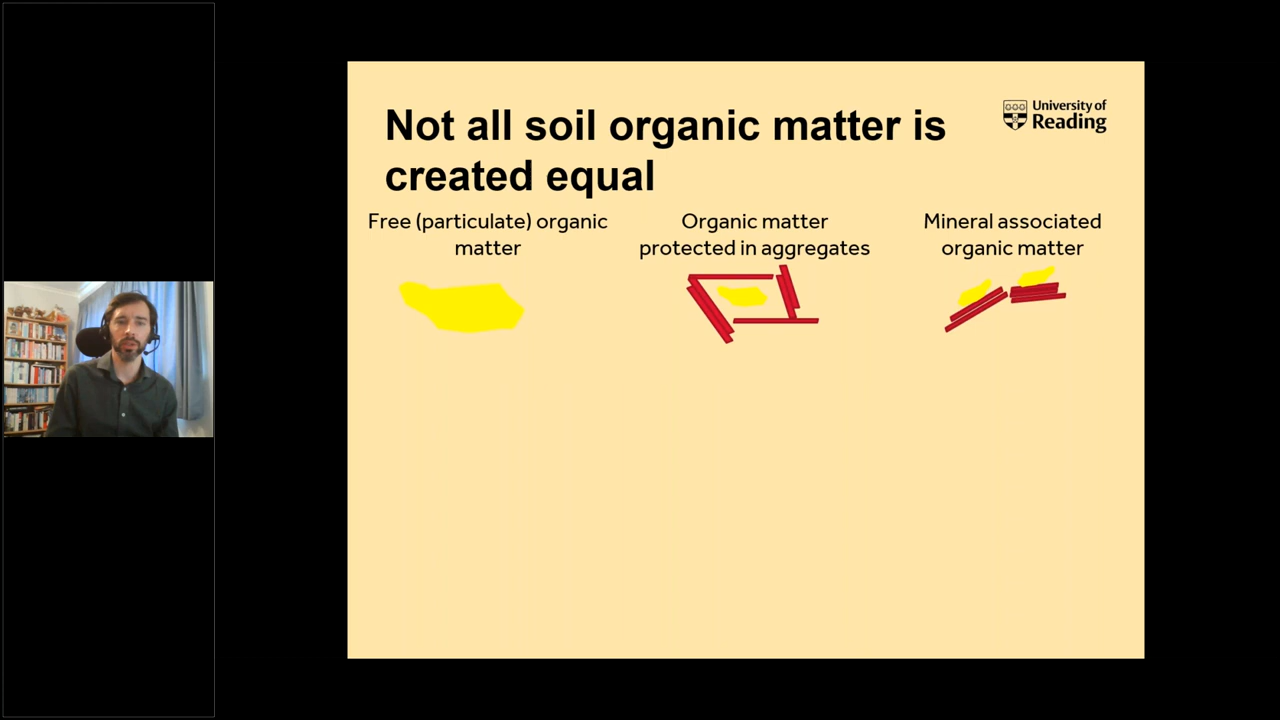 Not all soil organic matter is
created equal
University of
Reading
Free (particulate) organic
matter
Organic matter
protected in aggregates
Mineral associated
organic matter